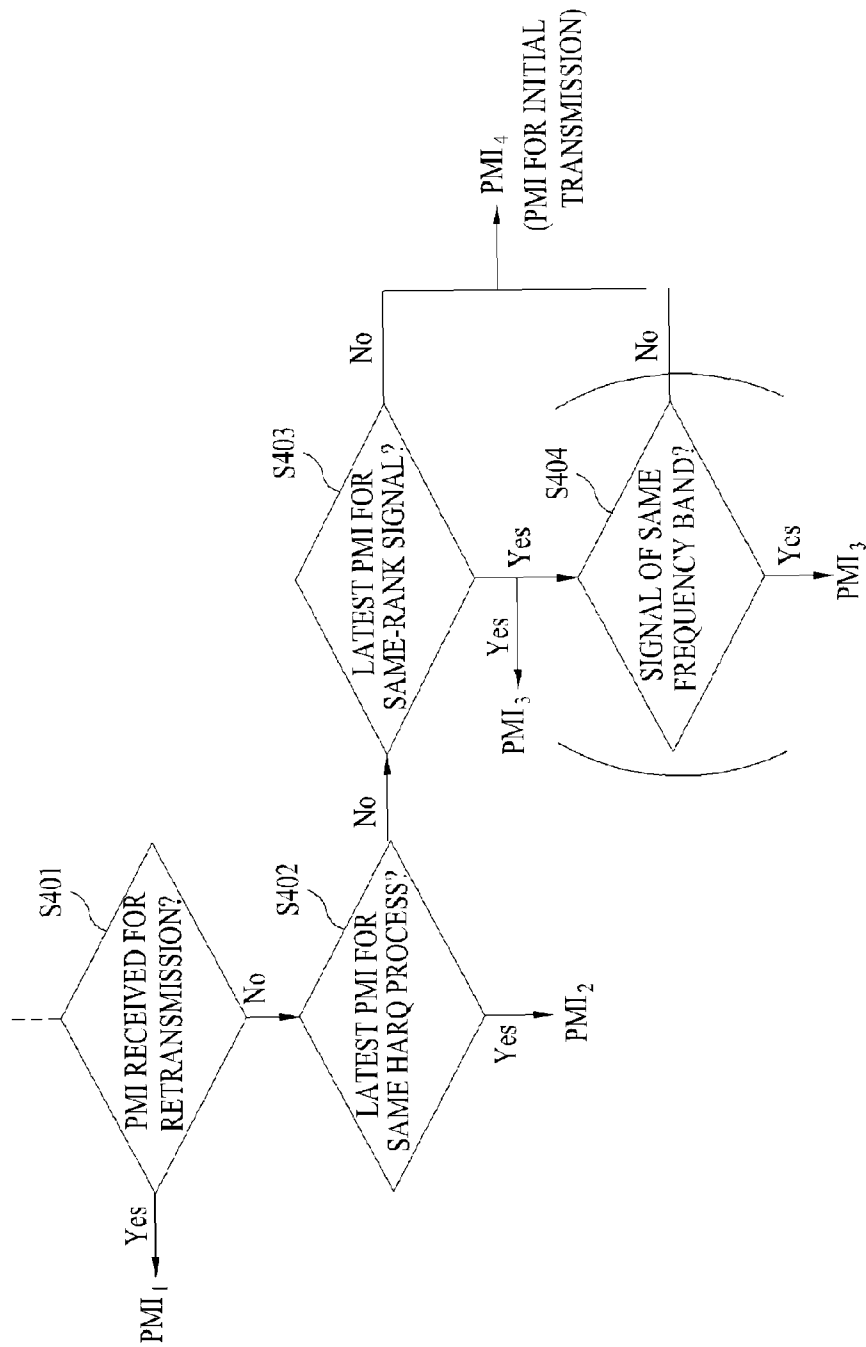 S401
PMI RECEIVED FOR
RETRANSMISSION?
Yes
PMI₁
No
S402
LATEST PMI FOR
SAME HARQ PROCESS?
Yes
PMI₂
No
S403
LATEST PMI FOR
SAME-RANK SIGNAL?
No
Yes
Yes
PMI₃
S404
SIGNAL OF SAME
FREQUENCY BAND?
No
Yes
PMI₃
PMI₄
(PMI FOR INITIAL
TRANSMISSION)